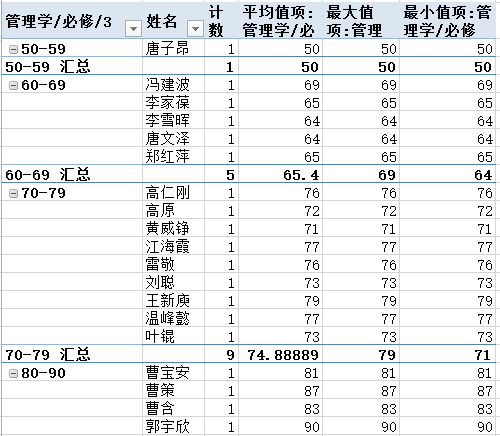 管理学/必修/3 姓名 计数 平均值项:管理学/必 最大值项:管理 最小值项:管理学/必修
50-59 唐子昂 1 50 50 50
50-59 汇总 1 50 50 50
60-69 冯建波 1 69 69 69
李家葆 1 65 65 65
李雪晖 1 64 64 64
唐文泽 1 64 64 64
郑红萍 1 65 65 65
60-69 汇总 5 65.4 69 64
70-79 高仁刚 1 76 76 76
高原 1 72 72 72
黄威铮 1 71 71 71
江海霞 1 77 77 77
雷敬 1 76 76 76
刘聪 1 73 73 73
王新庾 1 79 79 79
温峰懿 1 77 77 77
叶锟 1 73 73 73
70-79 汇总 9 74.88889 79 71
80-90 曹宝安 1 81 81 81
曹策 1 87 87 87
曹含 1 83 83 83
郭宇欣 1 90 90 90